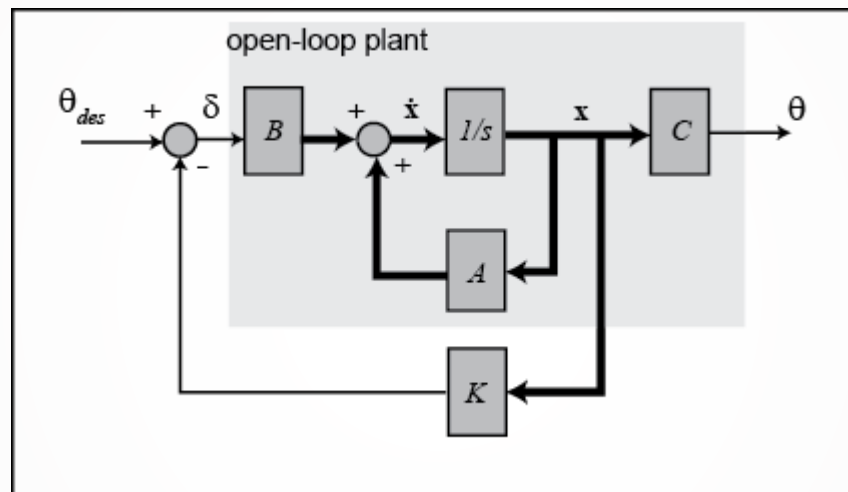 open-loop plant
θdes
+
δ
B
+
ẋ
1/s
x
C
θ
-
+
A
K